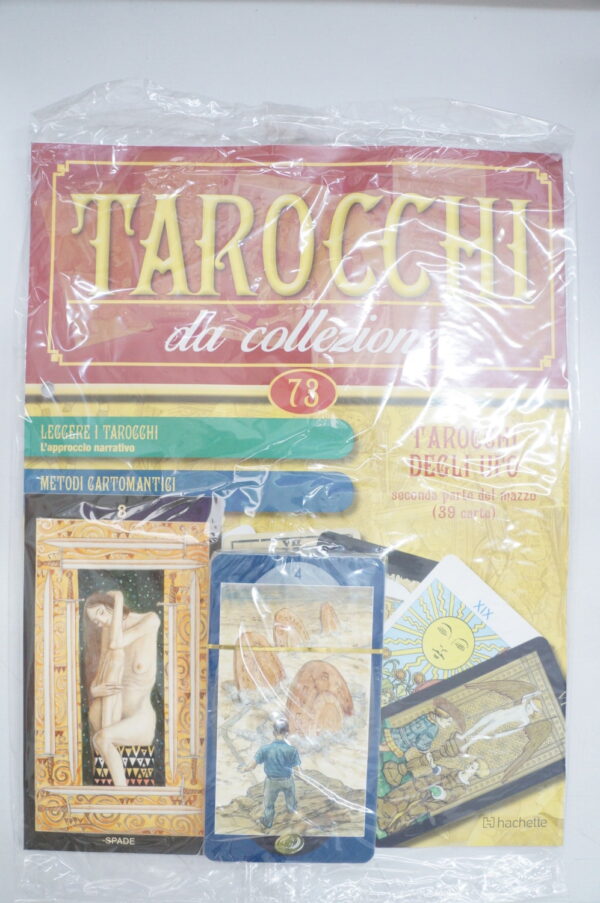 TAROCCHI
da collezione
73
LEGGERE I TAROCCHI
L'approccio narrativo
METODI CARTOMANTICI
TAROCCHI
DEGLI UFO
seconda parte del mazzo
(39 carte)
8
4
XIX
SPADE
hachette